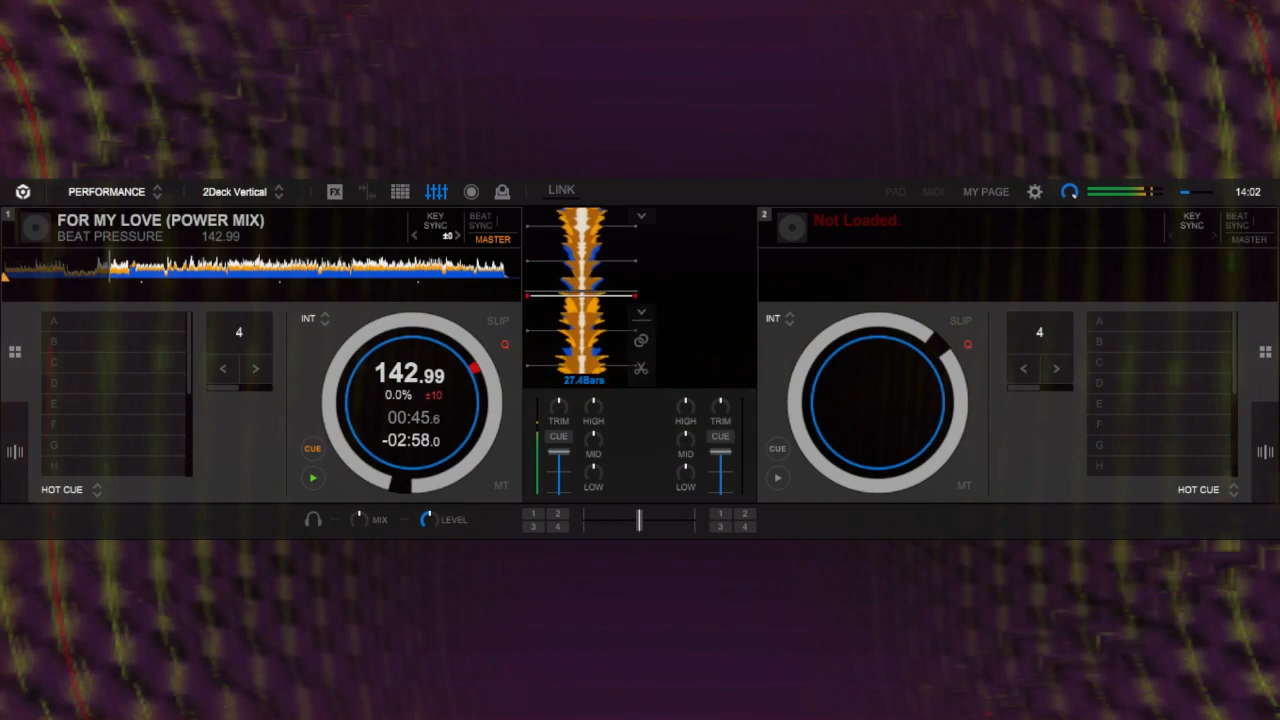 PERFORMANCE 2Deck Vertical FX LINK PAD MIDI MY PAGE 14:02
1 FOR MY LOVE (POWER MIX) KEY SYNC BEAT SYNC
BEAT PRESSURE 142.99 ±0 MASTER
2 Not Loaded. KEY SYNC BEAT SYNC MASTER
A
B
C
D
E
F
G
H
HOT CUE
4
< >
INT SLIP
Q
142.99
0.0% ±10
00:45.6
-02:58.0
CUE
MT
27.4Bars
TRIM HIGH HIGH TRIM
CUE MID MID CUE
LOW LOW
INT SLIP
Q
CUE
MT
4
< >
A
B
C
D
E
F
G
H
HOT CUE
MIX LEVEL
1 2 1 2
3 4 3 4